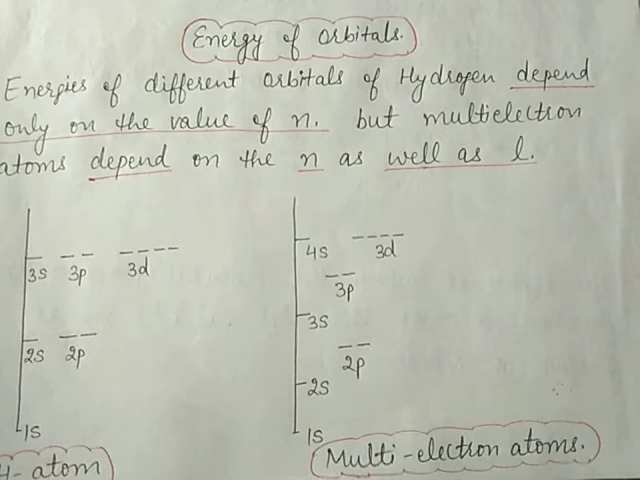 Energy of orbitals.
Energies of different orbitals of Hydrogen depend
only on the value of n. but multielectron
atoms depend on the n as well as l.
3s 3p 3d
2s 2p
1s
H-atom
4s 3d
3p
3s
2p
2s
1s
Multi-electron atoms.